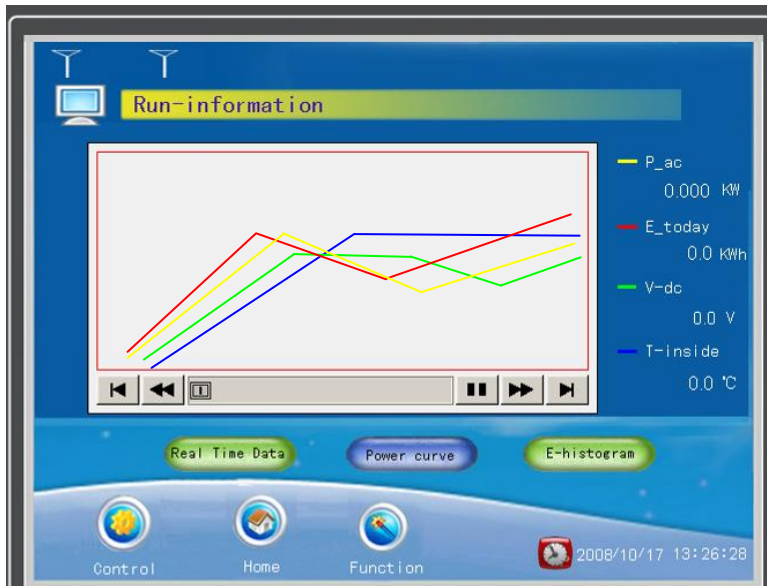 Run-information
P_ac
0.000 KW
E_today
0.0 KWh
V-dc
0.0 V
T-inside
0.0 ℃
Real Time Data
Power curve
E-histogram
Control
Home
Function
2008/10/17 13:26:28